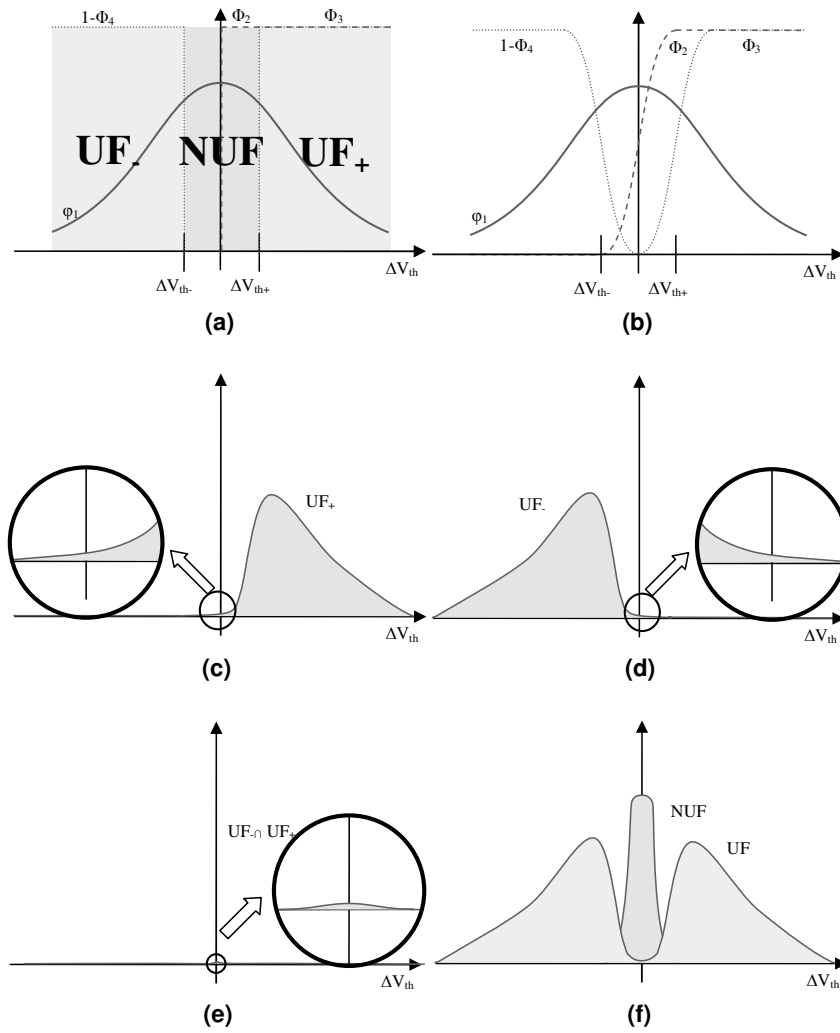 1-Φ4 Φ2 Φ3
UF- NUF UF+
φ1
ΔVth
ΔVth- ΔVth+
(a)
1-Φ4 Φ2 Φ3
φ1
ΔVth
ΔVth- ΔVth+
(b)
UF+
ΔVth
(c)
UF-
ΔVth
(d)
UF-∩ UF+
ΔVth
(e)
NUF
UF
ΔVth
(f)